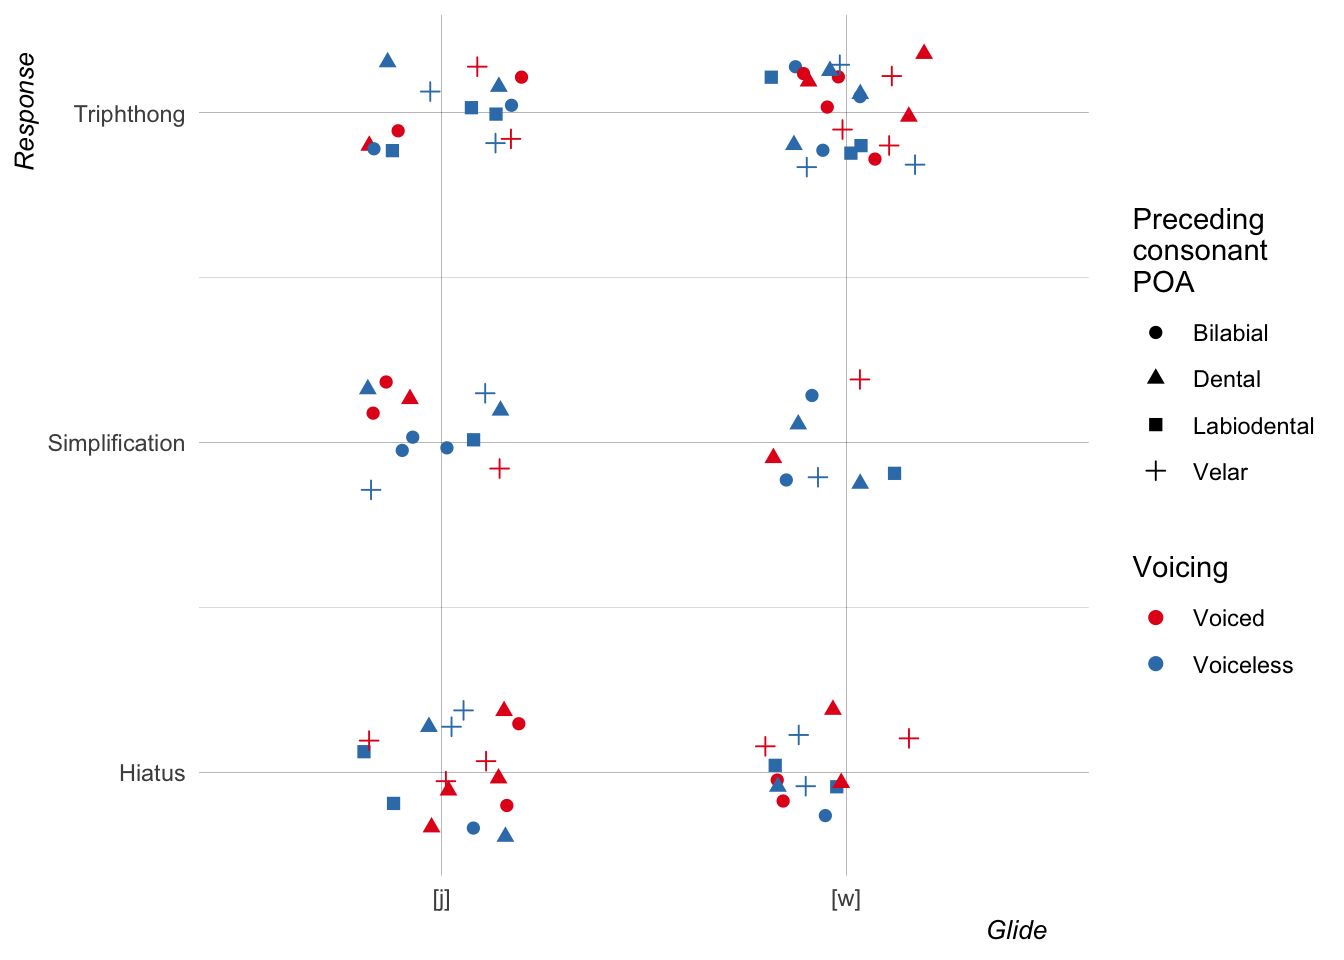 Response
Triphthong
Simplification
Hiatus
[j]
[w]
Glide
Preceding
consonant
POA
Bilabial
Dental
Labiodental
Velar
Voicing
Voiced
Voiceless